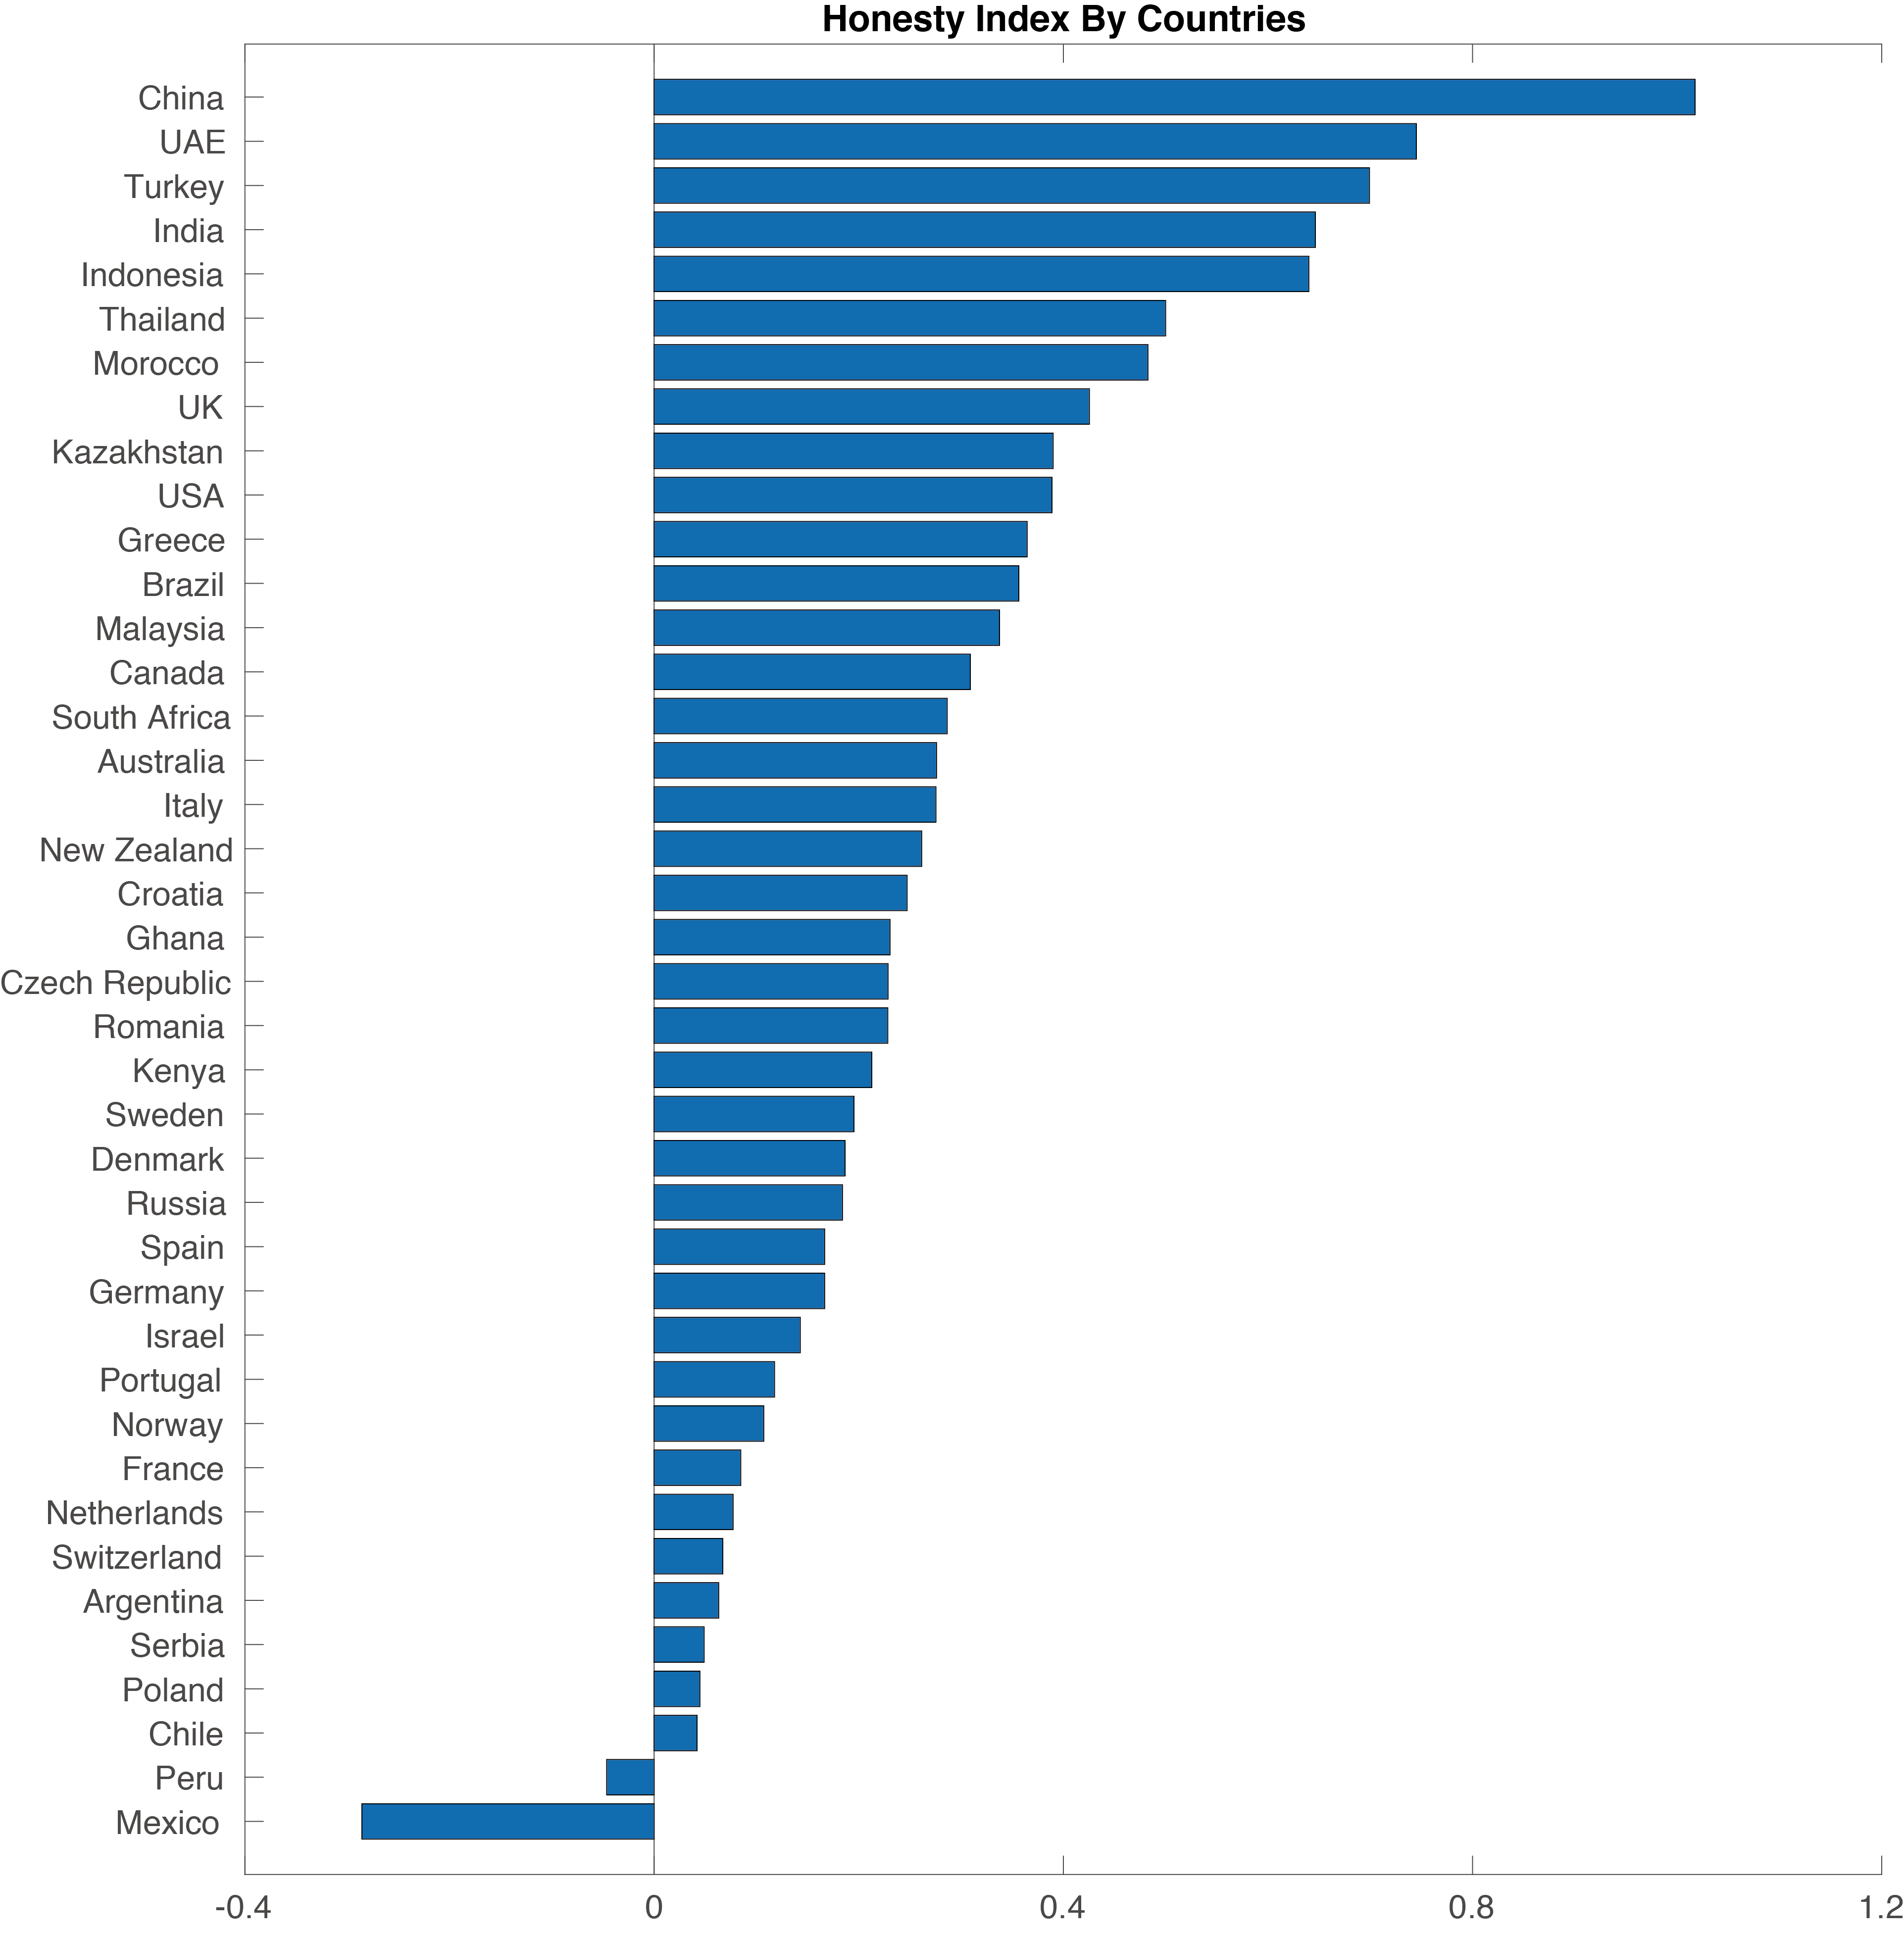 Honesty Index By Countries
China
UAE
Turkey
India
Indonesia
Thailand
Morocco
UK
Kazakhstan
USA
Greece
Brazil
Malaysia
Canada
South Africa
Australia
Italy
New Zealand
Croatia
Ghana
Czech Republic
Romania
Kenya
Sweden
Denmark
Russia
Spain
Germany
Israel
Portugal
Norway
France
Netherlands
Switzerland
Argentina
Serbia
Poland
Chile
Peru
Mexico
-0.4 0 0.4 0.8 1.2